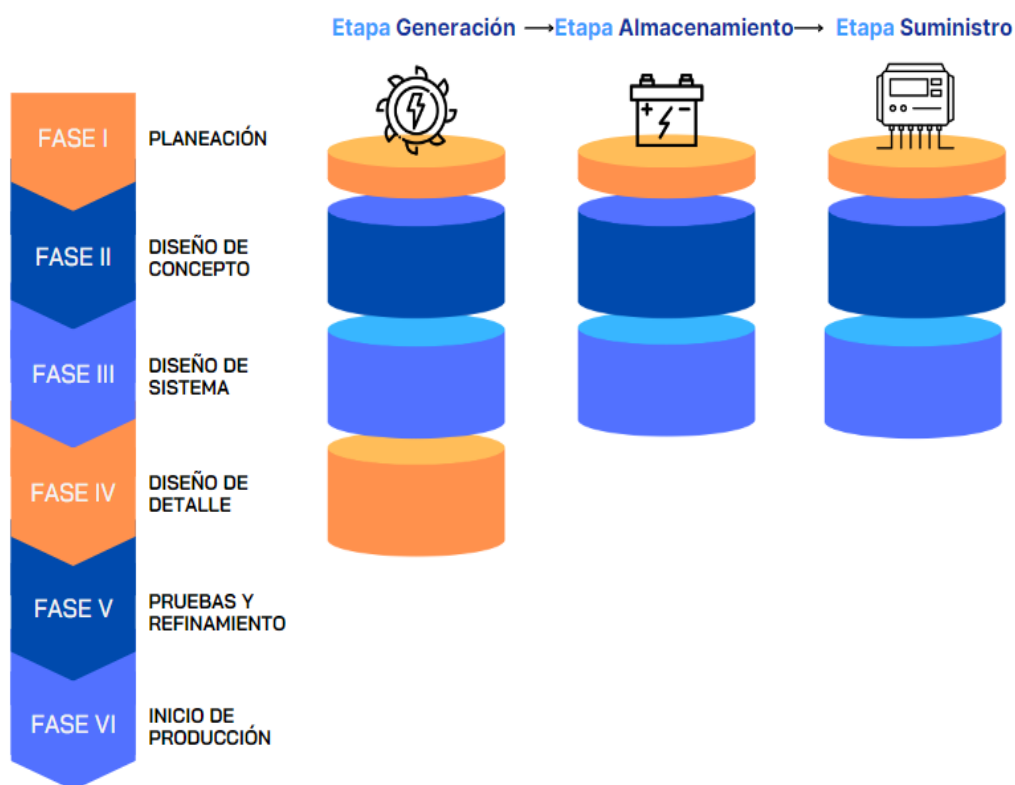 Etapa Generación → Etapa Almacenamiento → Etapa Suministro
FASE I
PLANEACIÓN
FASE II
DISEÑO DE
CONCEPTO
FASE III
DISEÑO DE
SISTEMA
FASE IV
DISEÑO DE
DETALLE
FASE V
PRUEBAS Y
REFINAMIENTO
FASE VI
INICIO DE
PRODUCCIÓN